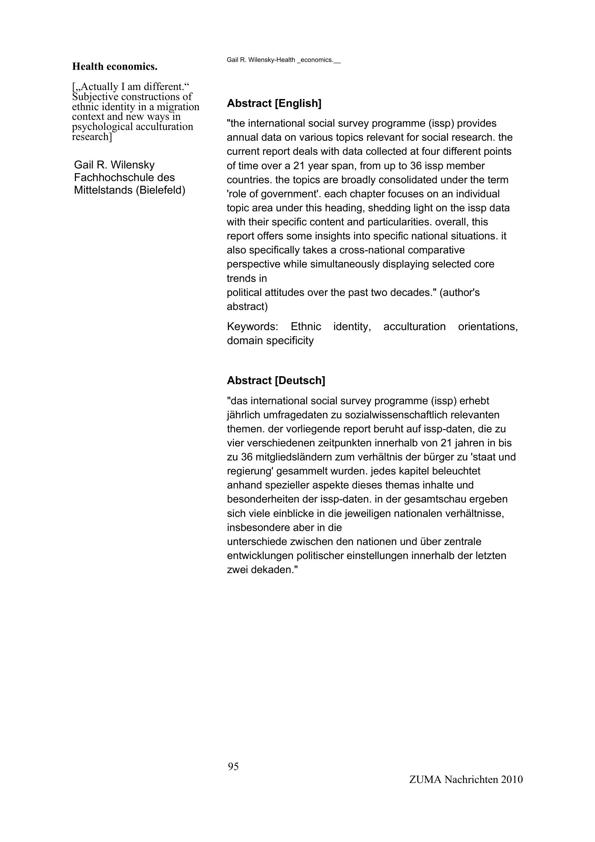 Gail R. Wilensky-Health _economics.__
Health economics.
[„Actually I am different.“
Subjective constructions of
ethnic identity in a migration
context and new ways in
psychological acculturation
research]
Gail R. Wilensky
Fachhochschule des
Mittelstands (Bielefeld)
Abstract [English]
"the international social survey programme (issp) provides
annual data on various topics relevant for social research. the
current report deals with data collected at four different points
of time over a 21 year span, from up to 36 issp member
countries. the topics are broadly consolidated under the term
'role of government'. each chapter focuses on an individual
topic area under this heading, shedding light on the issp data
with their specific content and particularities. overall, this
report offers some insights into specific national situations. it
also specifically takes a cross-national comparative
perspective while simultaneously displaying selected core
trends in
political attitudes over the past two decades." (author's
abstract)
Keywords: Ethnic identity, acculturation orientations,
domain specificity
Abstract [Deutsch]
"das international social survey programme (issp) erhebt
jährlich umfragedaten zu sozialwissenschaftlich relevanten
themen. der vorliegende report beruht auf issp-daten, die zu
vier verschiedenen zeitpunkten innerhalb von 21 jahren in bis
zu 36 mitgliedsländern zum verhältnis der bürger zu 'staat und
regierung' gesammelt wurden. jedes kapitel beleuchtet
anhand spezieller aspekte dieses themas inhalte und
besonderheiten der issp-daten. in der gesamtschau ergeben
sich viele einblicke in die jeweiligen nationalen verhältnisse,
insbesondere aber in die
unterschiede zwischen den nationen und über zentrale
entwicklungen politischer einstellungen innerhalb der letzten
zwei dekaden."
95
ZUMA Nachrichten 2010